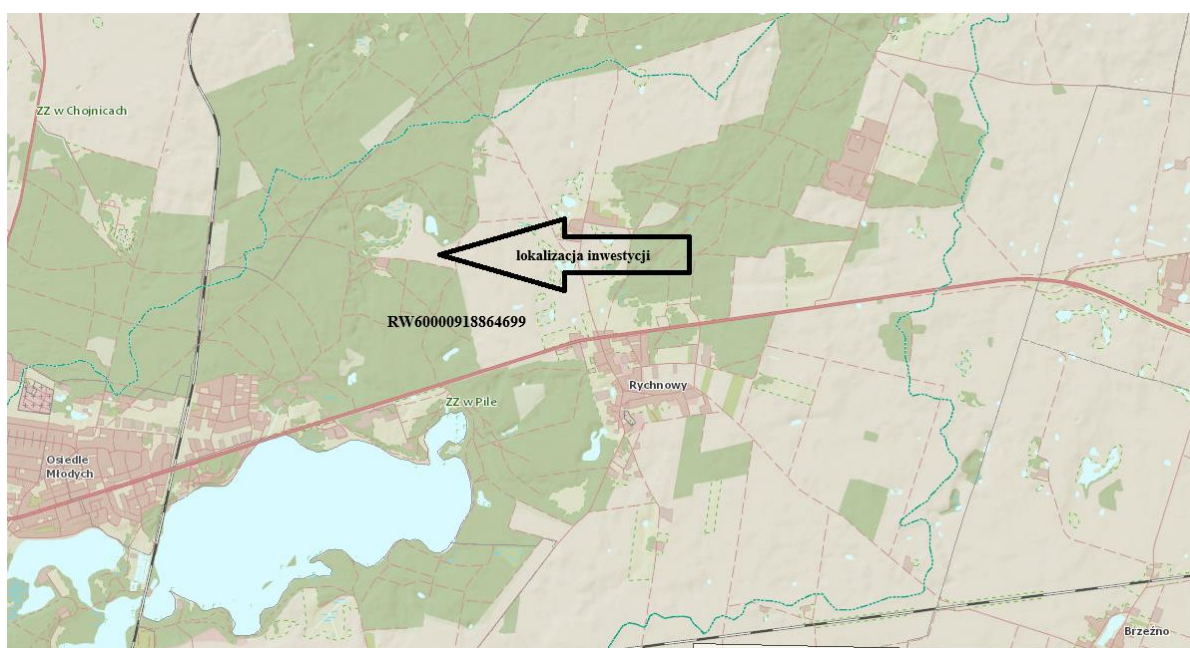 ZZ w Chojnicach
lokalizacja inwestycji
RW60000918864699
Rychnowy
ZZ w Pile
Osiedle
Młodych
Brzeźno